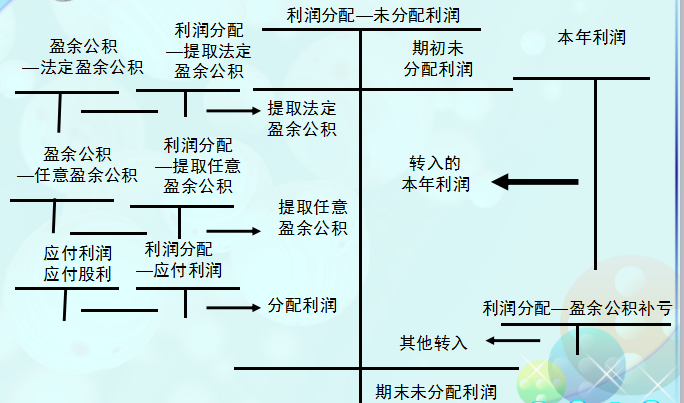 利润分配—未分配利润
盈余公积
—法定盈余公积
利润分配
—提取法定
盈余公积
期初未
分配利润
本年利润
提取法定
盈余公积
盈余公积
—任意盈余公积
利润分配
—提取任意
盈余公积
转入的
本年利润
提取任意
盈余公积
应付利润
应付股利
利润分配
—应付利润
分配利润
利润分配—盈余公积补亏
其他转入
期末未分配利润